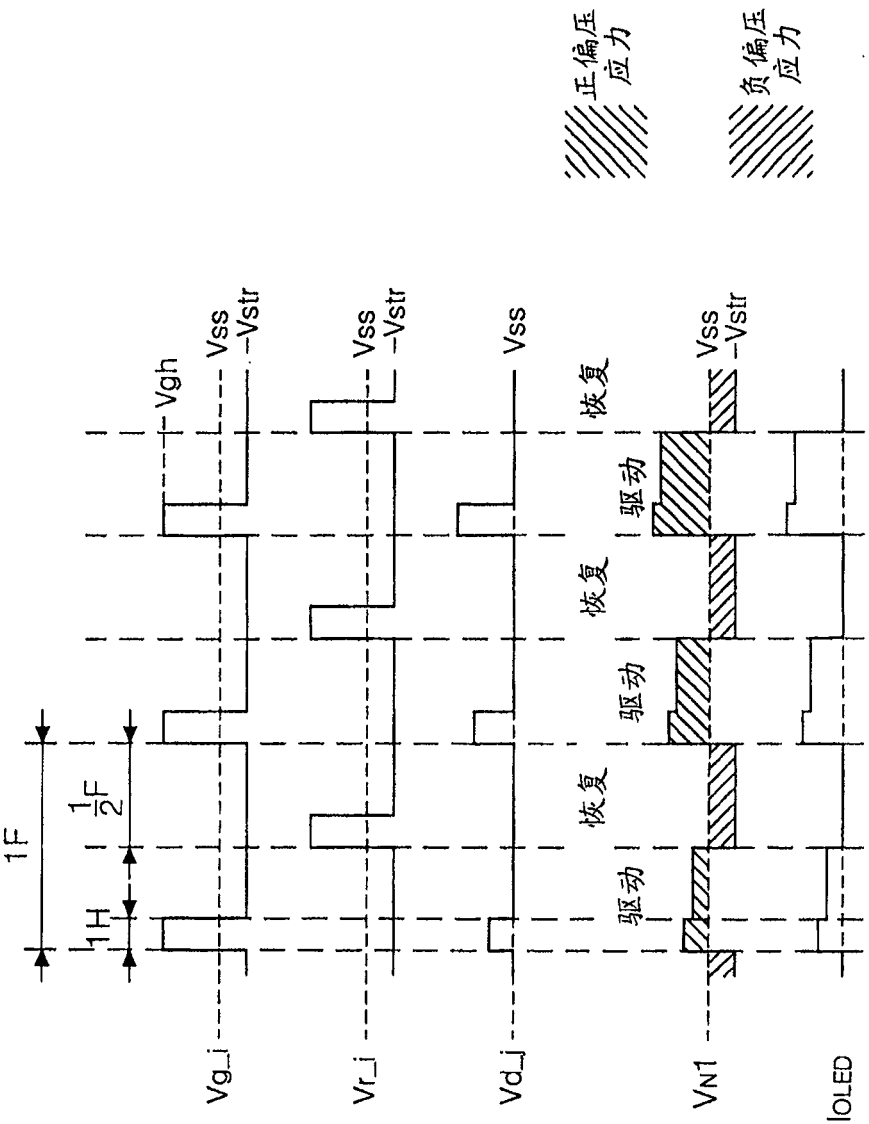 1F
1H
1/2F
Vg_i
Vgh
Vss
-Vstr
Vr_i
Vss
-Vstr
Vd_j
Vss
驱动
恢复
驱动
恢复
驱动
恢复
VN1
Vss
-Vstr
IOLED
正偏压
应力
负偏压
应力